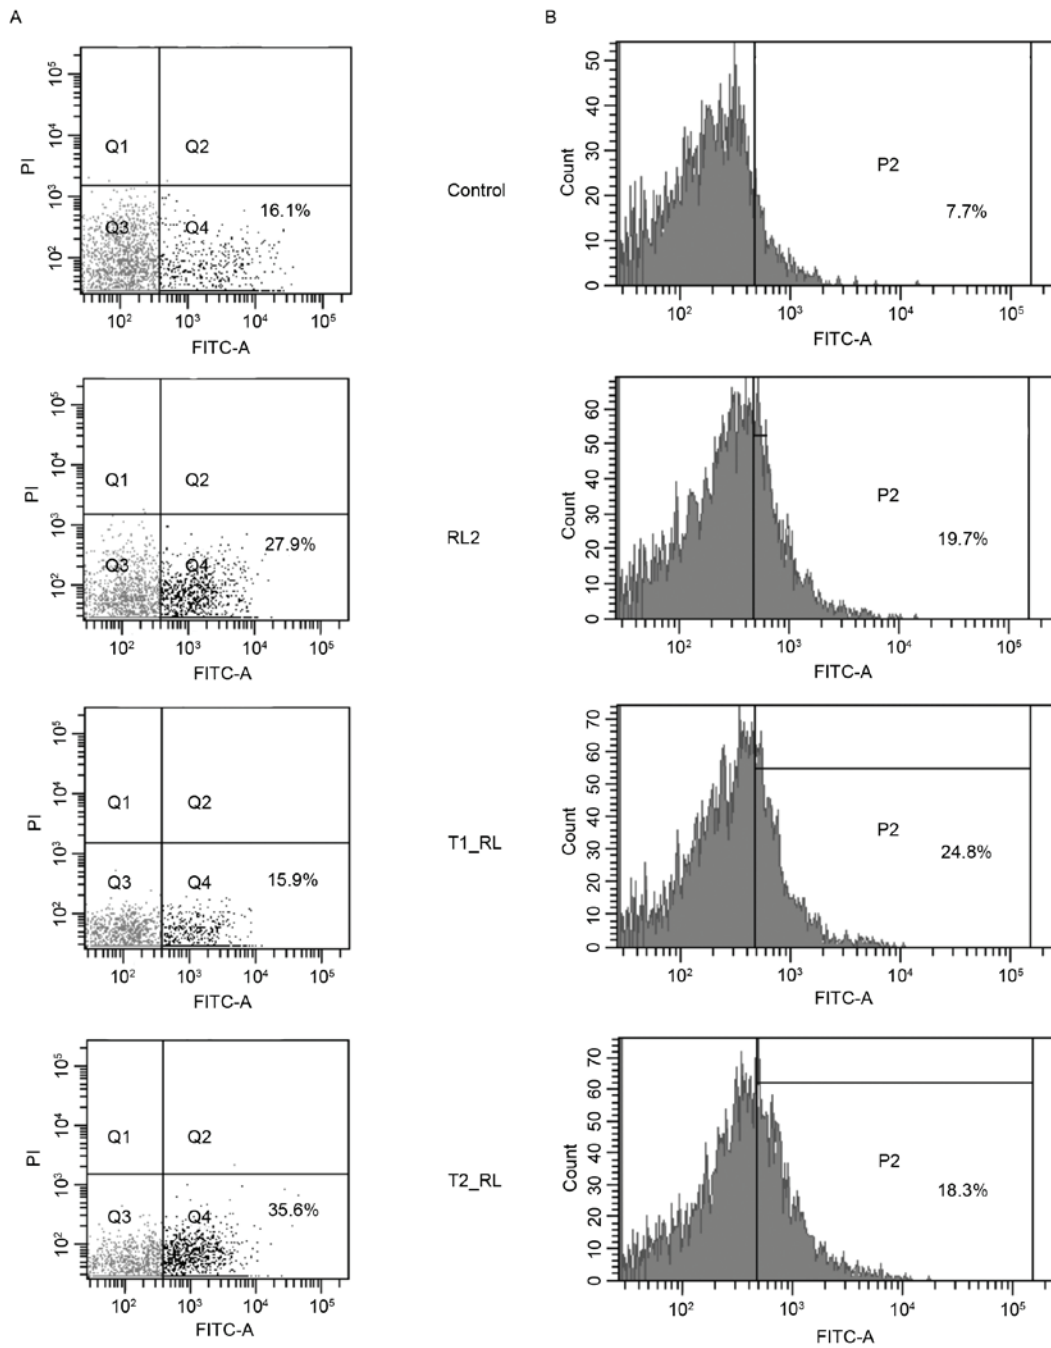 A
B
10⁵
10⁴
10³
10²
PI
Q1
Q2
Q3
Q4
16.1%
10² 10³ 10⁴ 10⁵
FITC-A
Control
50
40
30
20
10
0
Count
P2
7.7%
10² 10³ 10⁴ 10⁵
FITC-A
10⁵
10⁴
10³
10²
PI
Q1
Q2
Q3
Q4
27.9%
10² 10³ 10⁴ 10⁵
FITC-A
RL2
60
50
40
30
20
10
0
Count
P2
19.7%
10² 10³ 10⁴ 10⁵
FITC-A
10⁵
10⁴
10³
10²
PI
Q1
Q2
Q3
Q4
15.9%
10² 10³ 10⁴ 10⁵
FITC-A
T1_RL
70
60
50
40
30
20
10
0
Count
P2
24.8%
10² 10³ 10⁴ 10⁵
FITC-A
10⁵
10⁴
10³
10²
PI
Q1
Q2
Q3
Q4
35.6%
10² 10³ 10⁴ 10⁵
FITC-A
T2_RL
70
60
50
40
30
20
10
0
Count
P2
18.3%
10² 10³ 10⁴ 10⁵
FITC-A